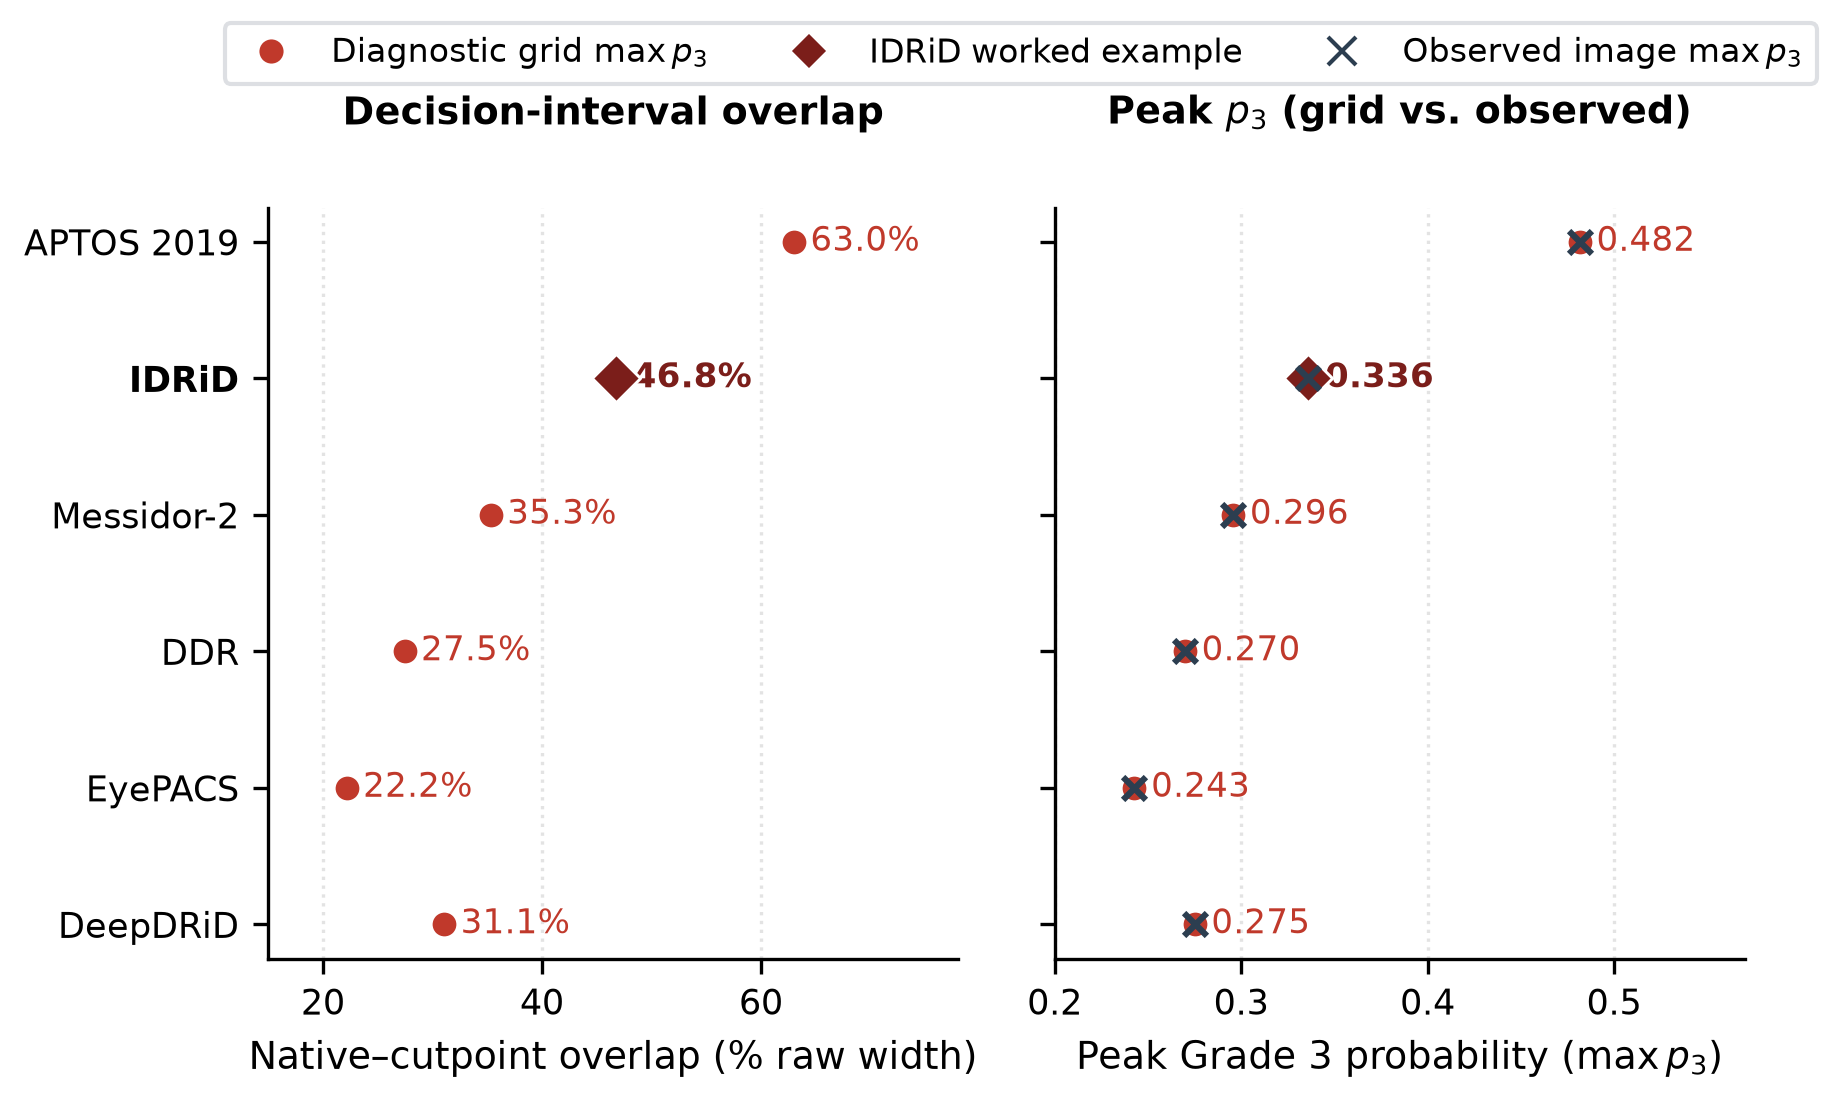 Diagnostic grid max p₃
IDRiD worked example
Observed image max p₃
Decision-interval overlap
Peak p₃ (grid vs. observed)
APTOS 2019
63.0%
0.482
IDRiD
46.8%
0.336
Messidor-2
35.3%
0.296
DDR
27.5%
0.270
EyePACS
22.2%
0.243
DeepDRiD
31.1%
0.275
20 40 60
0.2 0.3 0.4 0.5
Native–cutpoint overlap (% raw width)
Peak Grade 3 probability (max p₃)